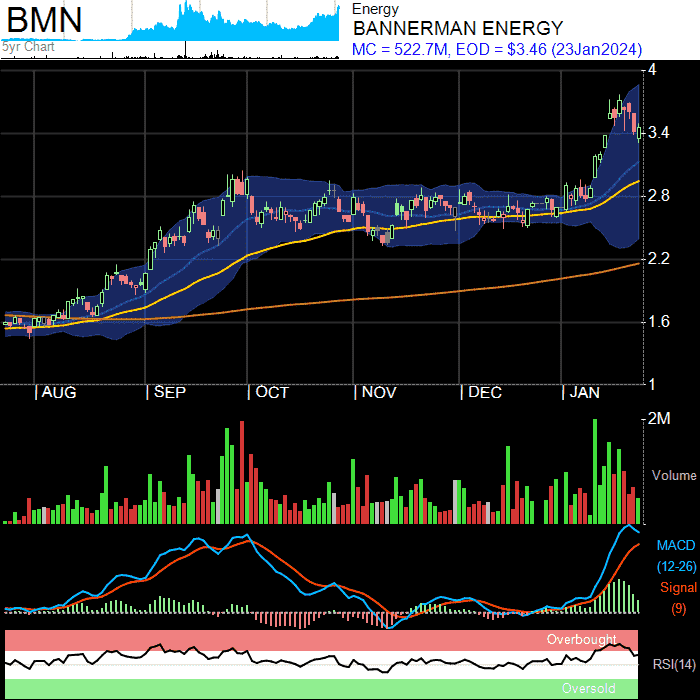 BMN
5yr Chart
Energy
BANNERMAN ENERGY
MC = 522.7M, EOD = $3.46 (23Jan2024)
4
3.4
2.8
2.2
1.6
1
| AUG | SEP | OCT | NOV | DEC | JAN
2M
Volume
MACD
(12-26)
Signal
(9)
Overbought
RSI(14)
Oversold